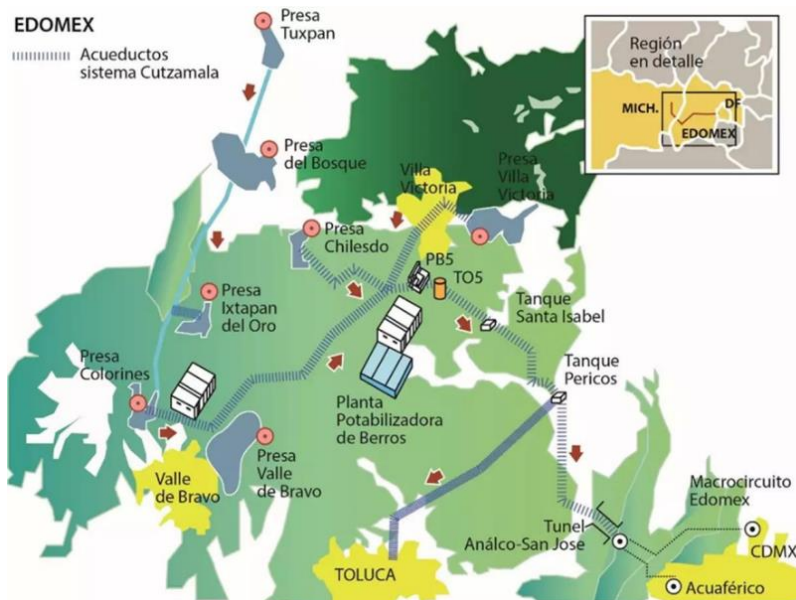 EDOMEX
Acueductos
sistema Cutzamala
Presa
Tuxpan
Región
en detalle
MICH.
DF
EDOMEX
Presa
del Bosque
Villa
Victoria
Presa
Villa
Victoria
Presa
Chilesdo
PB5
TO5
Presa
Ixtapan
del Oro
Tanque
Santa Isabel
Presa
Colorines
Tanque
Pericos
Planta
Potabilizadora
de Berros
Presa
Valle
de Bravo
Valle
de Bravo
Macrocircuito
Edomex
Tunel
Análco-San Jose
CDMX
TOLUCA
Acuaférico